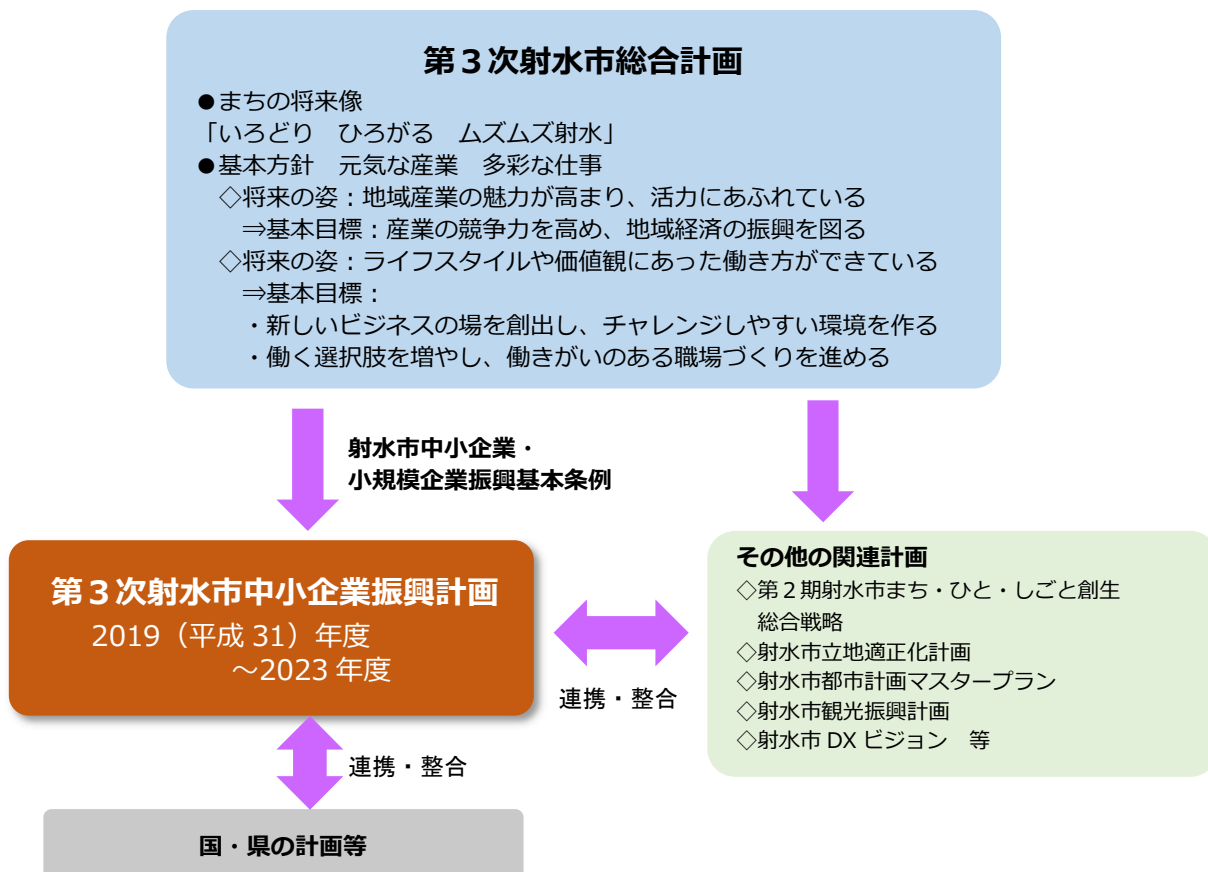 第３次射水市総合計画
●まちの将来像
「いろどり　ひろがる　ムズムズ射水」
●基本方針　元気な産業　多彩な仕事
◇将来の姿：地域産業の魅力が高まり、活力にあふれている
⇒基本目標：産業の競争力を高め、地域経済の振興を図る
◇将来の姿：ライフスタイルや価値観にあった働き方ができている
⇒基本目標：
・新しいビジネスの場を創出し、チャレンジしやすい環境を作る
・働く選択肢を増やし、働きがいのある職場づくりを進める
射水市中小企業・
小規模企業振興基本条例
第３次射水市中小企業振興計画
2019（平成 31）年度
～2023 年度
連携・整合
その他の関連計画
◇第２期射水市まち・ひと・しごと創生
総合戦略
◇射水市立地適正化計画
◇射水市都市計画マスタープラン
◇射水市観光振興計画
◇射水市 DX ビジョン　等
連携・整合
国・県の計画等